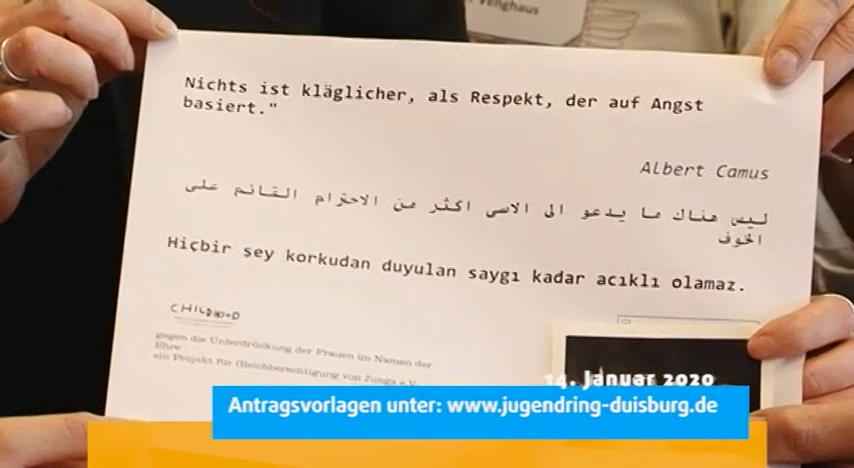 Venghaus
Nichts ist kläglicher, als Respekt, der auf Angst
basiert."
Albert Camus
ليس هناك ما يدعو الى الاسى اكثر من الاحترام القائم على
الخوف
Hiçbir şey korkudan duyulan saygı kadar acıklı olamaz.
CHILDHOOD
gegen die Unterdrückung der Frauen im Namen der
Ehre
ein Projekt für Gleichberechtigung von Jungs e.V.
14. Januar 2020
Antragsvorlagen unter: www.jugendring-duisburg.de